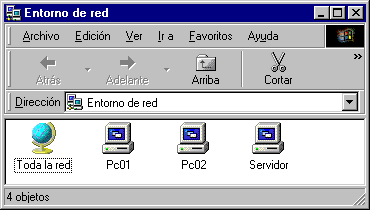 Entorno de red
Archivo Edición Ver Ir a Favoritos Ayuda
Atrás Adelante Arriba Cortar
Dirección Entorno de red
Toda la red Pc01 Pc02 Servidor
4 objetos